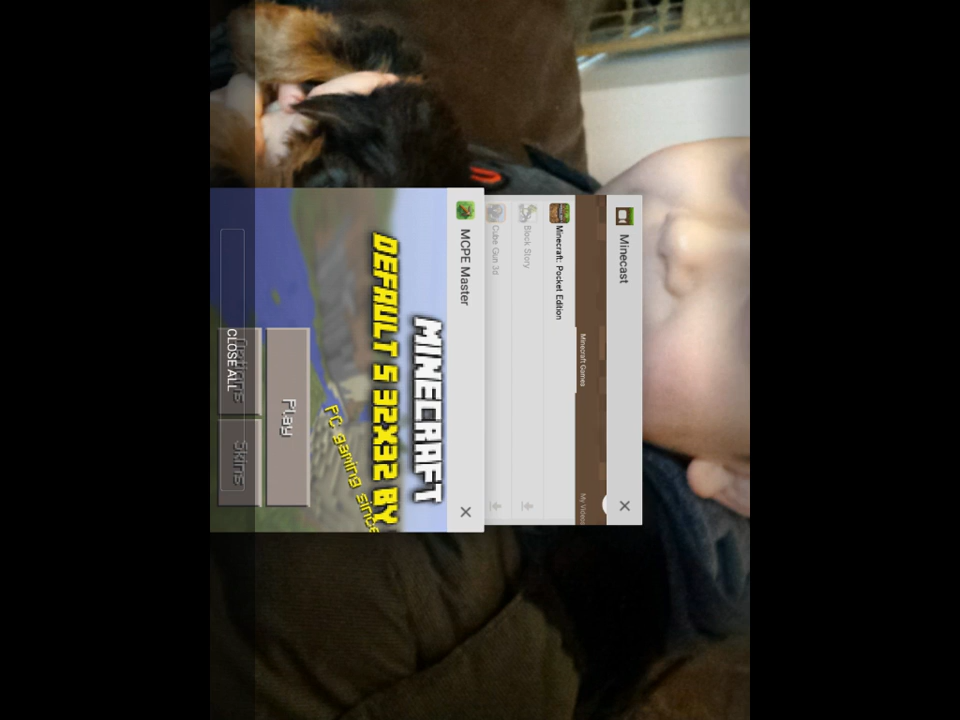 Minecast
Minecraft Games
My Videos
Minecraft: Pocket Edition
Block Story
Cube Gun 3d
MCPE Master
MINECRAFT
DEFAULT 5 32X32 BY
PC gaming since
Play
Options
Skins
CLOSE ALL